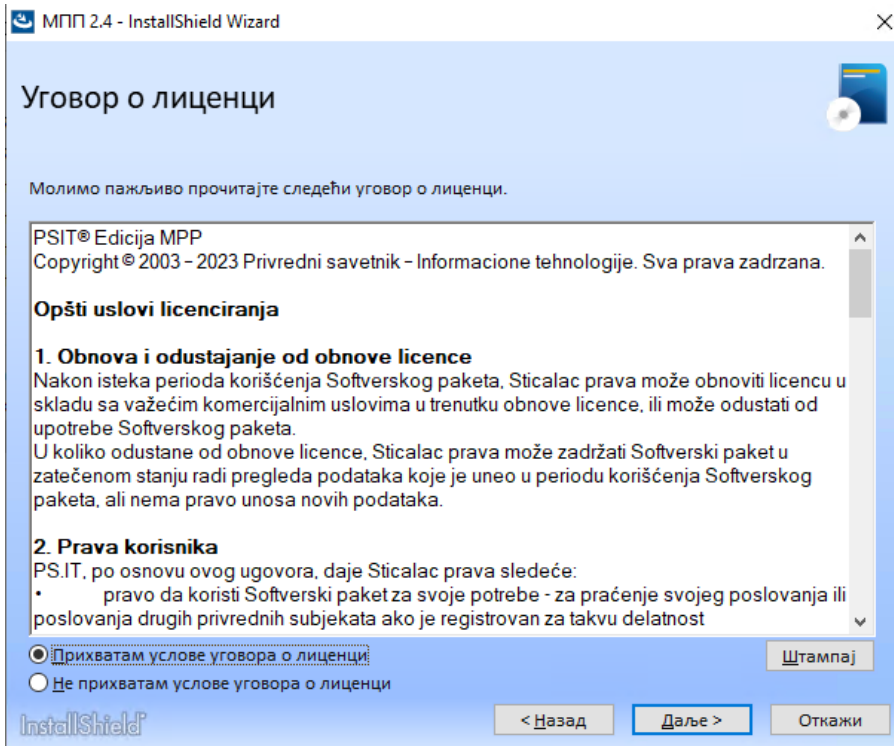 МПП 2.4 - InstallShield Wizard
Уговор о лиценци
Молимо пажљиво прочитајте следећи уговор о лиценци.
PSIT® Edicija MPP
Copyright © 2003 – 2023 Privredni savetnik – Informacione tehnologije. Sva prava zadrzana.
Opšti uslovi licenciranja
1. Obnova i odustajanje od obnove licence
Nakon isteka perioda korišćenja Softverskog paketa, Sticalac prava može obnoviti licencu u
skladu sa važećim komercijalnim uslovima u trenutku obnove licence, ili može odustati od
upotrebe Softverskog paketa.
U koliko odustane od obnove licence, Sticalac prava može zadržati Softverski paket u
zatečenom stanju radi pregleda podataka koje je uneo u periodu korišćenja Softverskog
paketa, ali nema pravo unosa novih podataka.
2. Prava korisnika
PS.IT, po osnovu ovog ugovora, daje Sticalac prava sledeće:
• pravo da koristi Softverski paket za svoje potrebe - za praćenje svojeg poslovanja ili
poslovanja drugih privrednih subjekata ako je registrovan za takvu delatnost
Прихватам услове уговора о лиценци
Штампај
Не прихватам услове уговора о лиценци
InstallShield
< Назад
Даље >
Откажи